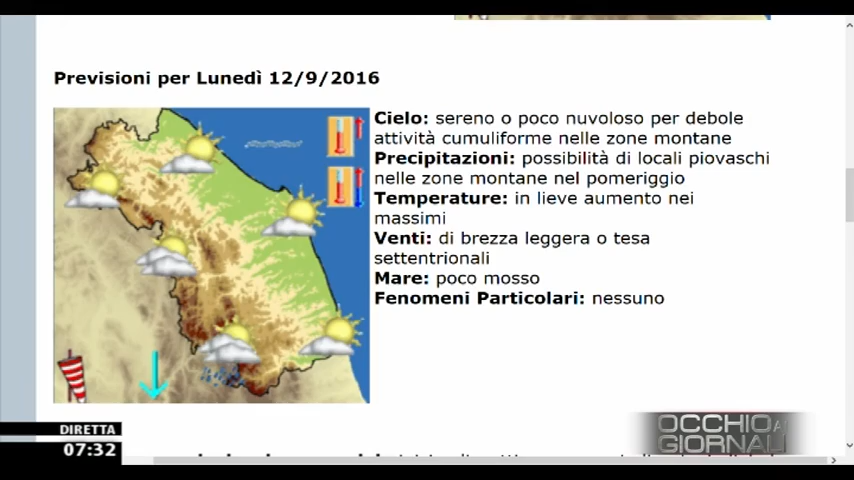 Previsioni per Lunedì 12/9/2016
Cielo: sereno o poco nuvoloso per debole
attività cumuliforme nelle zone montane
Precipitazioni: possibilità di locali piovaschi
nelle zone montane nel pomeriggio
Temperature: in lieve aumento nei
massimi
Venti: di brezza leggera o tesa
settentrionali
Mare: poco mosso
Fenomeni Particolari: nessuno
DIRETTA
07:32
OCCHIO AI
GIORNALI